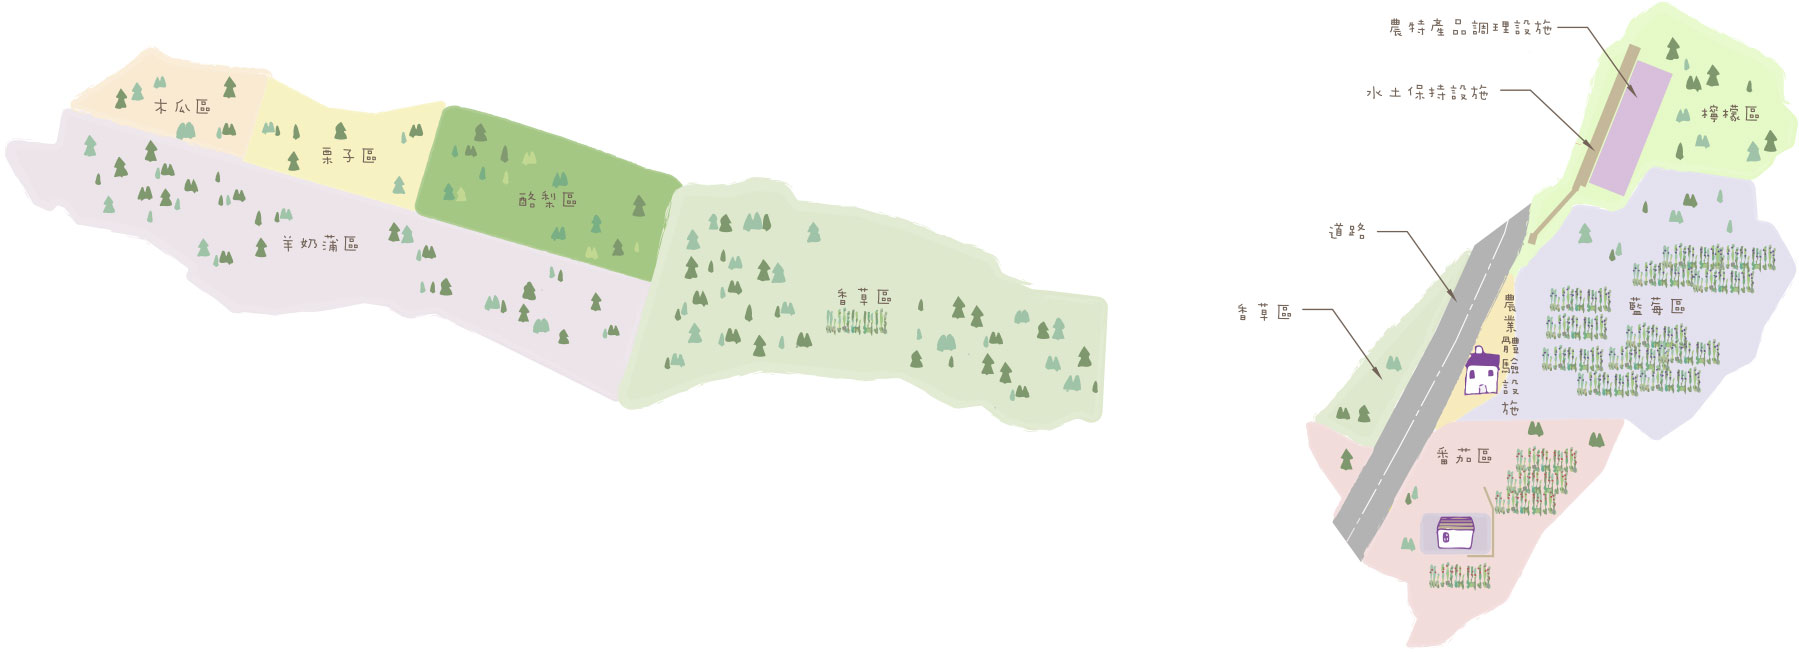 木瓜區
栗子區
酪梨區
羊奶蒲區
香草區
農特產品調理設施
水土保持設施
檸檬區
道路
香草區
農業體驗設施
藍莓區
番茄區